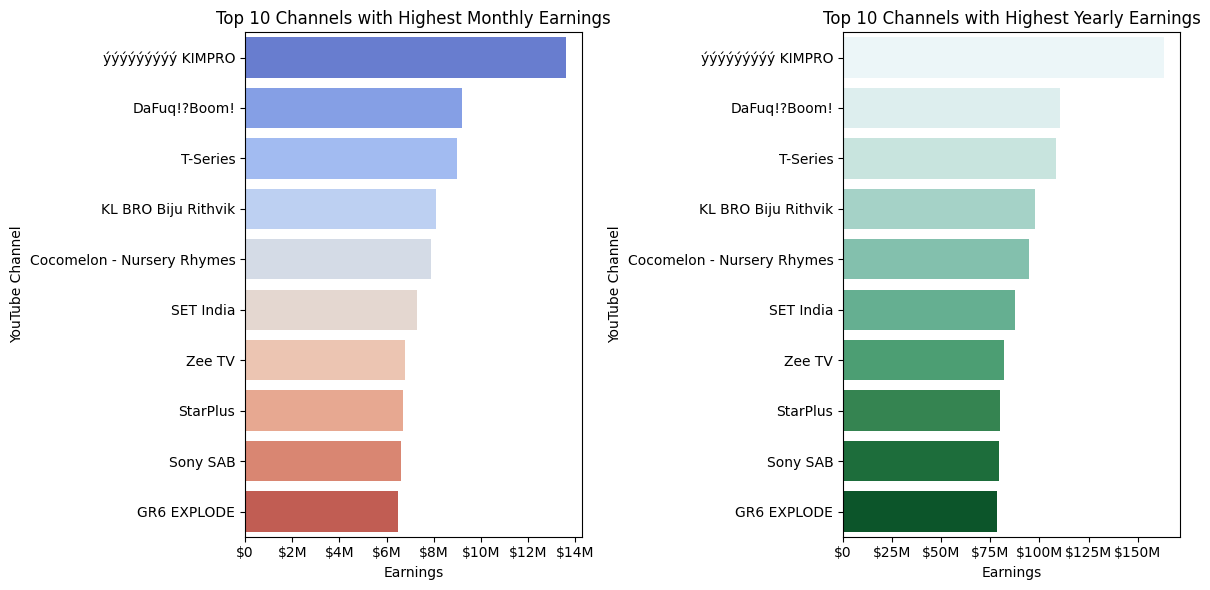 Top 10 Channels with Highest Monthly Earnings
YouTube Channel
ýýýýýýýýý KIMPRO
DaFuq!?Boom!
T-Series
KL BRO Biju Rithvik
Cocomelon - Nursery Rhymes
SET India
Zee TV
StarPlus
Sony SAB
GR6 EXPLODE
$0 $2M $4M $6M $8M $10M $12M $14M
Earnings
Top 10 Channels with Highest Yearly Earnings
YouTube Channel
ýýýýýýýýý KIMPRO
DaFuq!?Boom!
T-Series
KL BRO Biju Rithvik
Cocomelon - Nursery Rhymes
SET India
Zee TV
StarPlus
Sony SAB
GR6 EXPLODE
$0 $25M $50M $75M $100M $125M $150M
Earnings